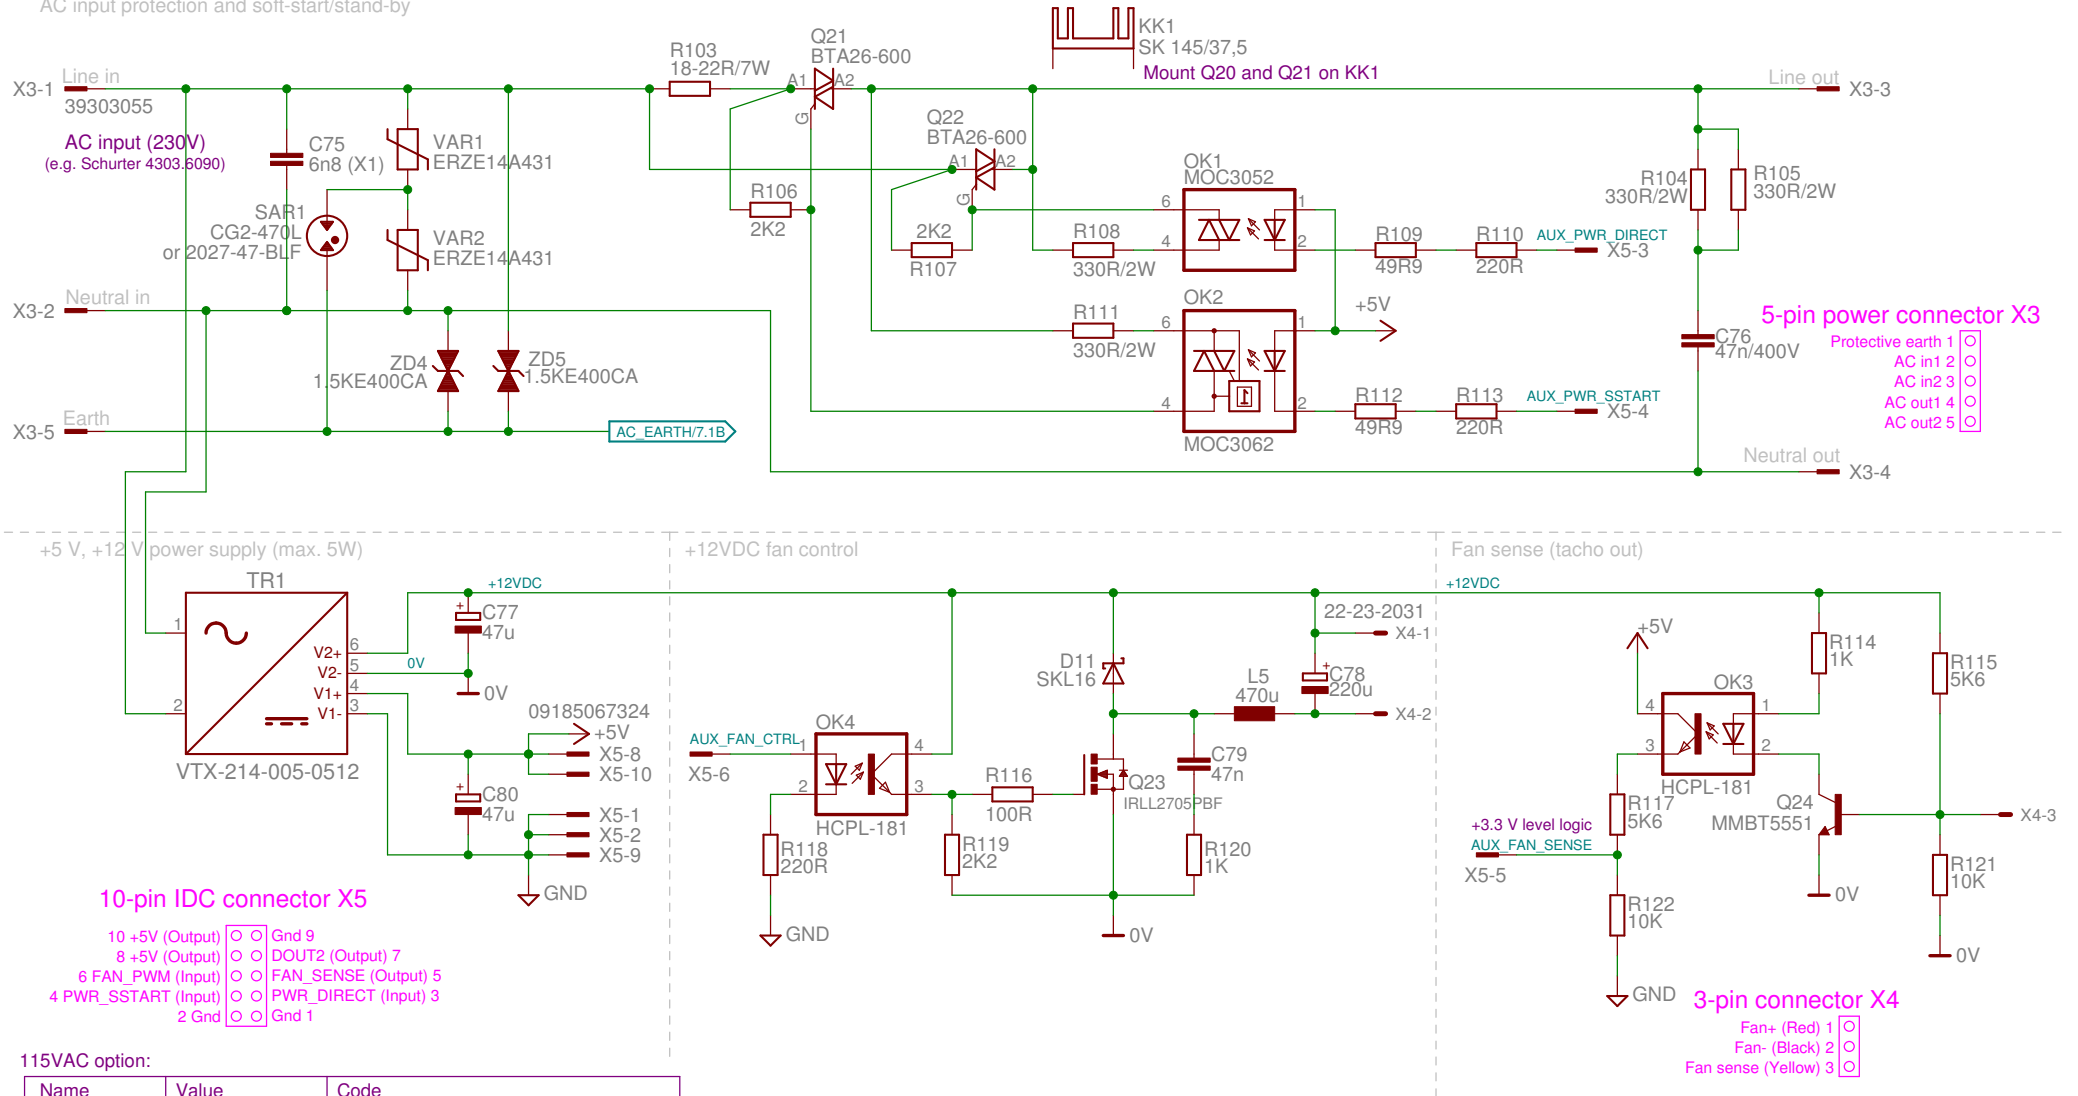 AC input protection and soft-start/stand-by
X3-1
Line in
39303055
AC input (230V)
(e.g. Schurter 4303.6090)
C75
6n8 (X1)
VAR1
ERZE14A431
SAR1
CG2-470L
or 2027-47-BLF
VAR2
ERZE14A431
X3-2
Neutral in
ZD4
1.5KE400CA
ZD5
1.5KE400CA
X3-5
Earth
AC_EARTH/7.1B
R103
18-22R/7W
Q21
BTA26-600
A1
A2
G
KK1
SK 145/37,5
Mount Q20 and Q21 on KK1
Q22
BTA26-600
A1
A2
G
R106
2K2
2K2
R107
R108
330R/2W
OK1
MOC3052
6
4
1
2
R109
49R9
R110
220R
AUX_PWR_DIRECT
X5-3
R111
330R/2W
OK2
6
4
1
2
MOC3062
+5V
R112
49R9
R113
220R
AUX_PWR_SSTART
X5-4
Line out
X3-3
R104
330R/2W
R105
330R/2W
C76
47n/400V
Neutral out
X3-4
5-pin power connector X3
Protective earth 1
AC in1 2
AC in2 3
AC out1 4
AC out2 5
+5 V, +12 V power supply (max. 5W)
TR1
1
2
V2+
V2-
V1+
V1-
6
5
4
3
VTX-214-005-0512
+12VDC
0V
C77
47u
0V
09185067324
+5V
X5-8
X5-10
C80
47u
X5-1
X5-2
X5-9
GND
10-pin IDC connector X5
10 +5V (Output)
Gnd 9
8 +5V (Output)
DOUT2 (Output) 7
6 FAN_PWM (Input)
FAN_SENSE (Output) 5
4 PWR_SSTART (Input)
PWR_DIRECT (Input) 3
2 Gnd
Gnd 1
115VAC option:
Name
Value
Code
+12VDC fan control
AUX_FAN_CTRL
X5-6
OK4
1
2
4
3
HCPL-181
R118
220R
GND
R116
100R
R119
2K2
D11
SKL16
Q23
IRLL2705PBF
L5
470u
C79
47n
R120
1K
0V
22-23-2031
X4-1
C78
220u
X4-2
Fan sense (tacho out)
+12VDC
+5V
OK3
4
3
1
2
HCPL-181
R114
1K
R115
5K6
Q24
MMBT5551
X4-3
R117
5K6
+3.3 V level logic
AUX_FAN_SENSE
X5-5
R122
10K
GND
0V
R121
10K
0V
3-pin connector X4
Fan+ (Red) 1
Fan- (Black) 2
Fan sense (Yellow) 3